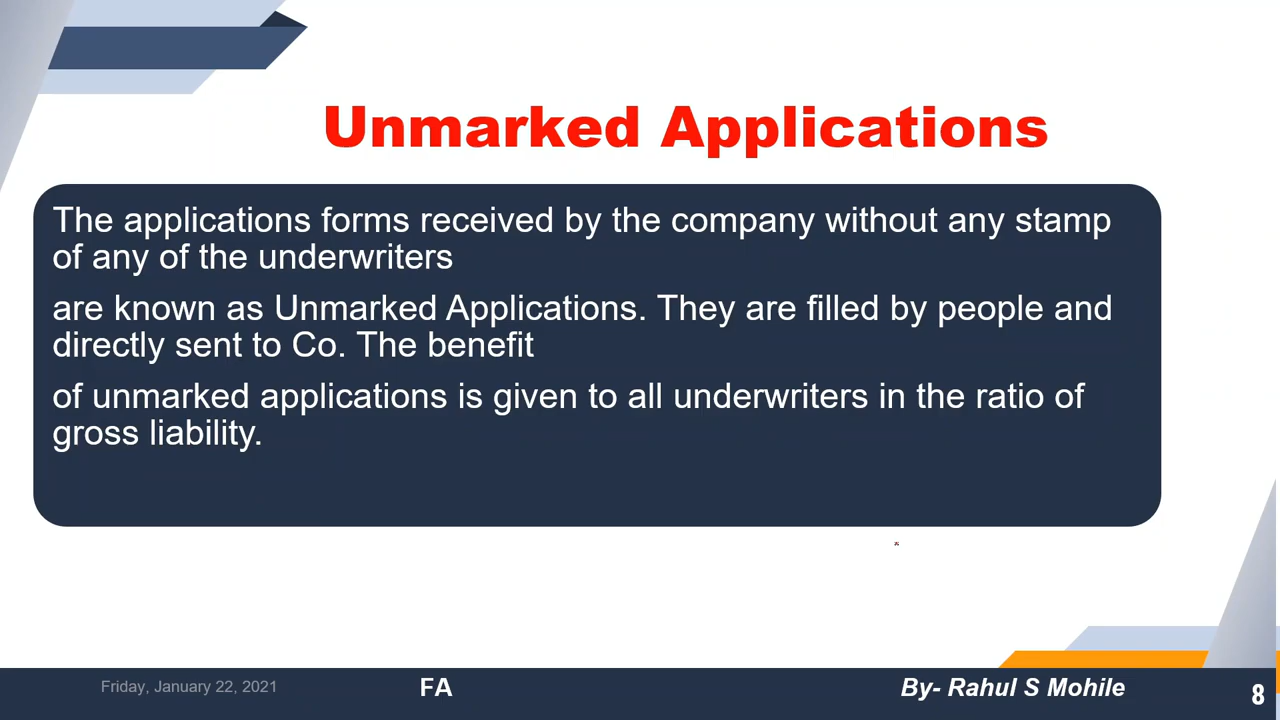 Unmarked Applications
The applications forms received by the company without any stamp
of any of the underwriters
are known as Unmarked Applications. They are filled by people and
directly sent to Co. The benefit
of unmarked applications is given to all underwriters in the ratio of
gross liability.
Friday, January 22, 2021
FA
By- Rahul S Mohile
8